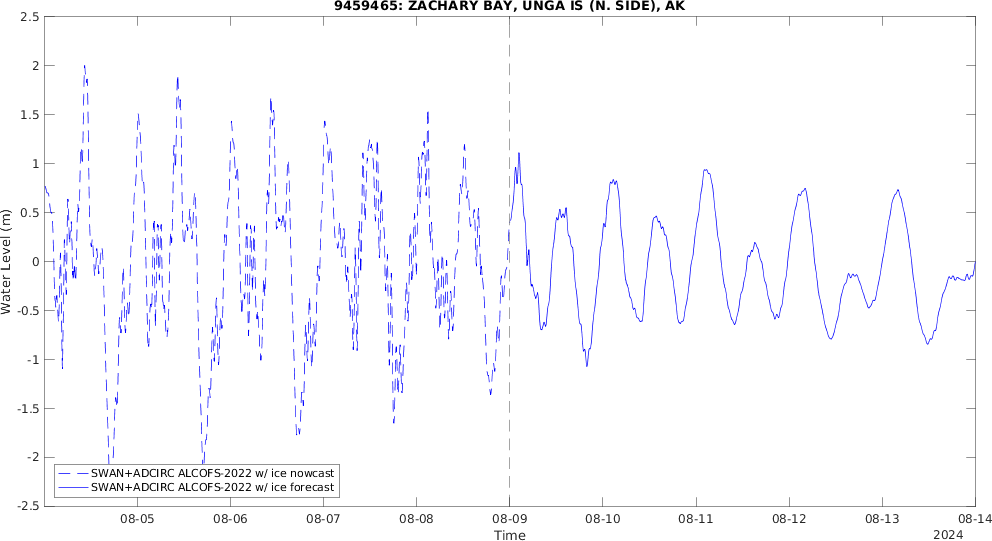 9459465: ZACHARY BAY, UNGA IS (N. SIDE), AK
2.5
2
1.5
1
0.5
0
-0.5
-1
-1.5
-2
-2.5
Water Level (m)
SWAN+ADCIRC ALCOFS-2022 w/ ice nowcast
SWAN+ADCIRC ALCOFS-2022 w/ ice forecast
08-05 08-06 08-07 08-08 08-09 08-10 08-11 08-12 08-13 08-14
Time
2024